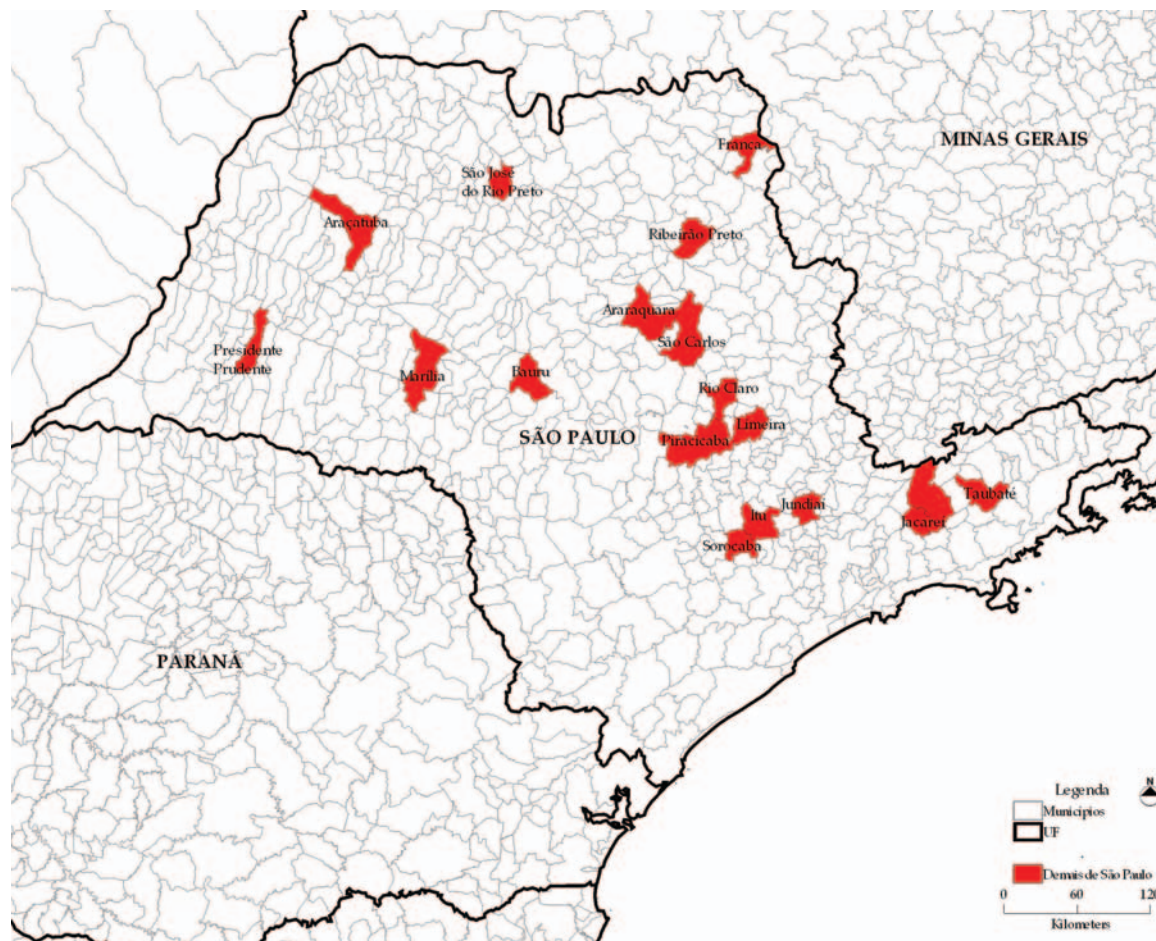 MINAS GERAIS
Franca
São José
do Rio Preto
Araçatuba
Ribeirão Preto
Araraquara
São Carlos
Presidente
Prudente
Marília
Bauru
Rio Claro
Limeira
SÃO PAULO
Piracicaba
Jundiaí
Taubaté
Itu
Jacareí
Sorocaba
PARANÁ
N
Legenda
Municípios
UF
Demais de São Paulo
0 60 120
Kilometers